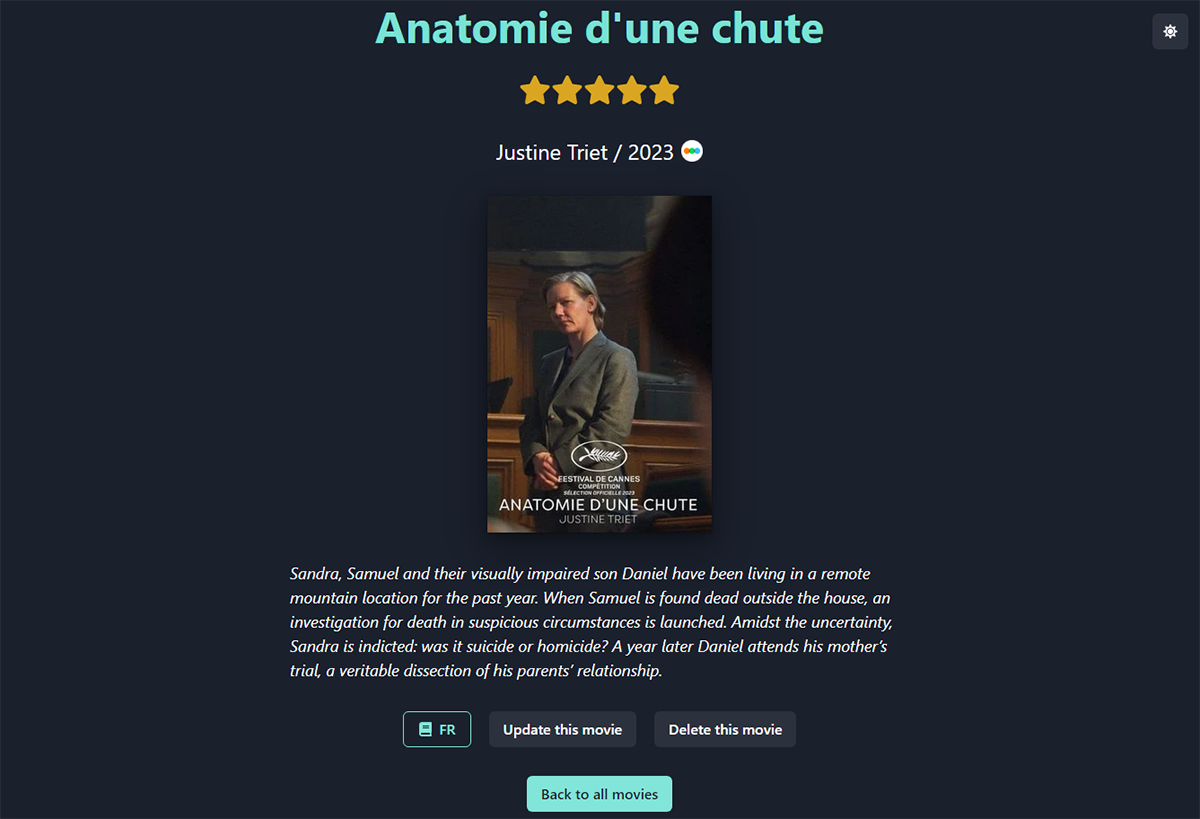 Anatomie d'une chute
Justine Triet / 2023
FESTIVAL DE CANNES
COMPÉTITION
SÉLECTION OFFICIELLE 2023
ANATOMIE D'UNE CHUTE
JUSTINE TRIET
Sandra, Samuel and their visually impaired son Daniel have been living in a remote
mountain location for the past year. When Samuel is found dead outside the house, an
investigation for death in suspicious circumstances is launched. Amidst the uncertainty,
Sandra is indicted: was it suicide or homicide? A year later Daniel attends his mother’s
trial, a veritable dissection of his parents’ relationship.
FR
Update this movie
Delete this movie
Back to all movies